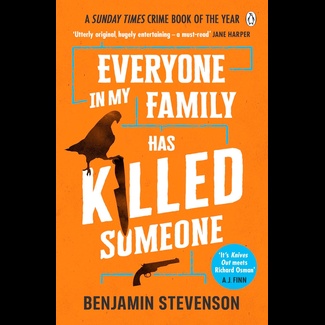 A SUNDAY TIMES CRIME BOOK OF THE YEAR
'Utterly original, hugely entertaining – a must-read' JANE HARPER
EVERYONE
IN MY FAMILY
HAS
KILLED
SOMEONE
'It's Knives
Out meets
Richard Osman'
A.J. FINN
BENJAMIN STEVENSON